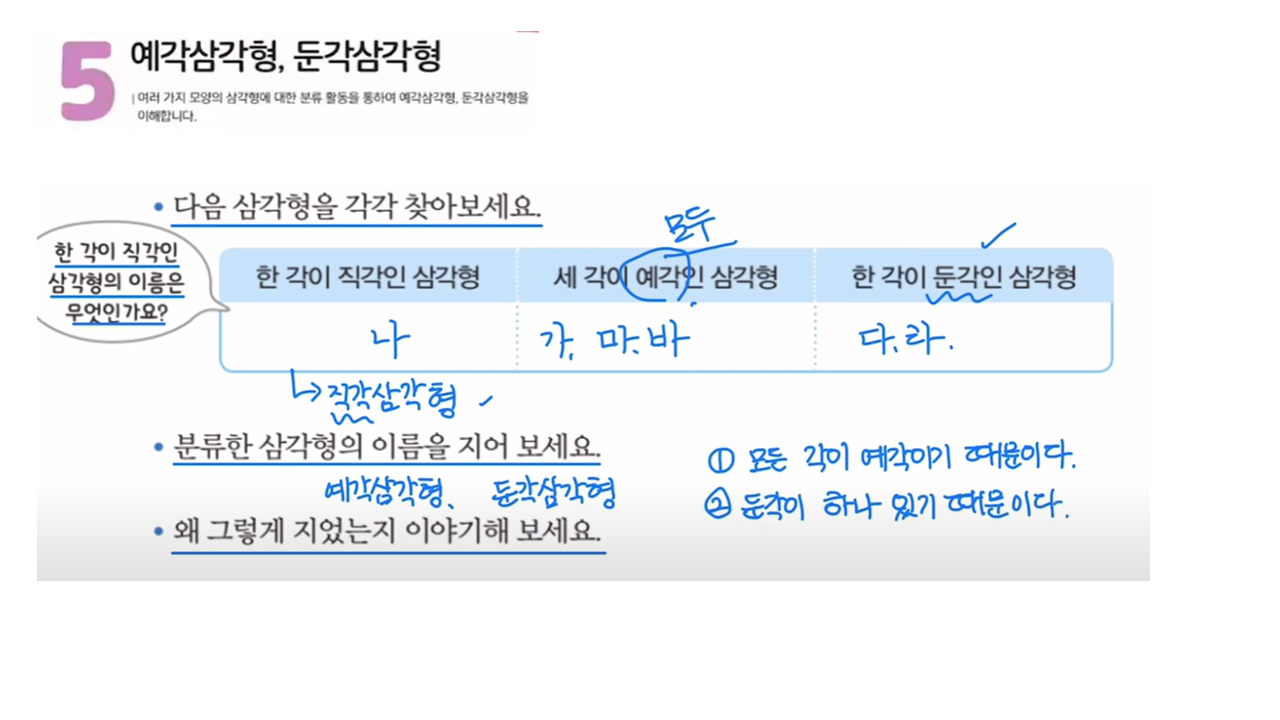 5
예각삼각형, 둔각삼각형
여러 가지 모양의 삼각형에 대한 분류 활동을 통하여 예각삼각형, 둔각삼각형을
이해합니다.
• 다음 삼각형을 각각 찾아보세요.
한 각이 직각인
삼각형의 이름은
무엇인가요?
모두
한 각이 직각인 삼각형 세 각이 예각인 삼각형 한 각이 둔각인 삼각형
나 가, 마, 바 다, 라.
↳ 직각삼각형
• 분류한 삼각형의 이름을 지어 보세요.
예각삼각형, 둔각삼각형
• 왜 그렇게 지었는지 이야기해 보세요.
① 모든 각이 예각이기 때문이다.
② 둔각이 하나 있기 때문이다.